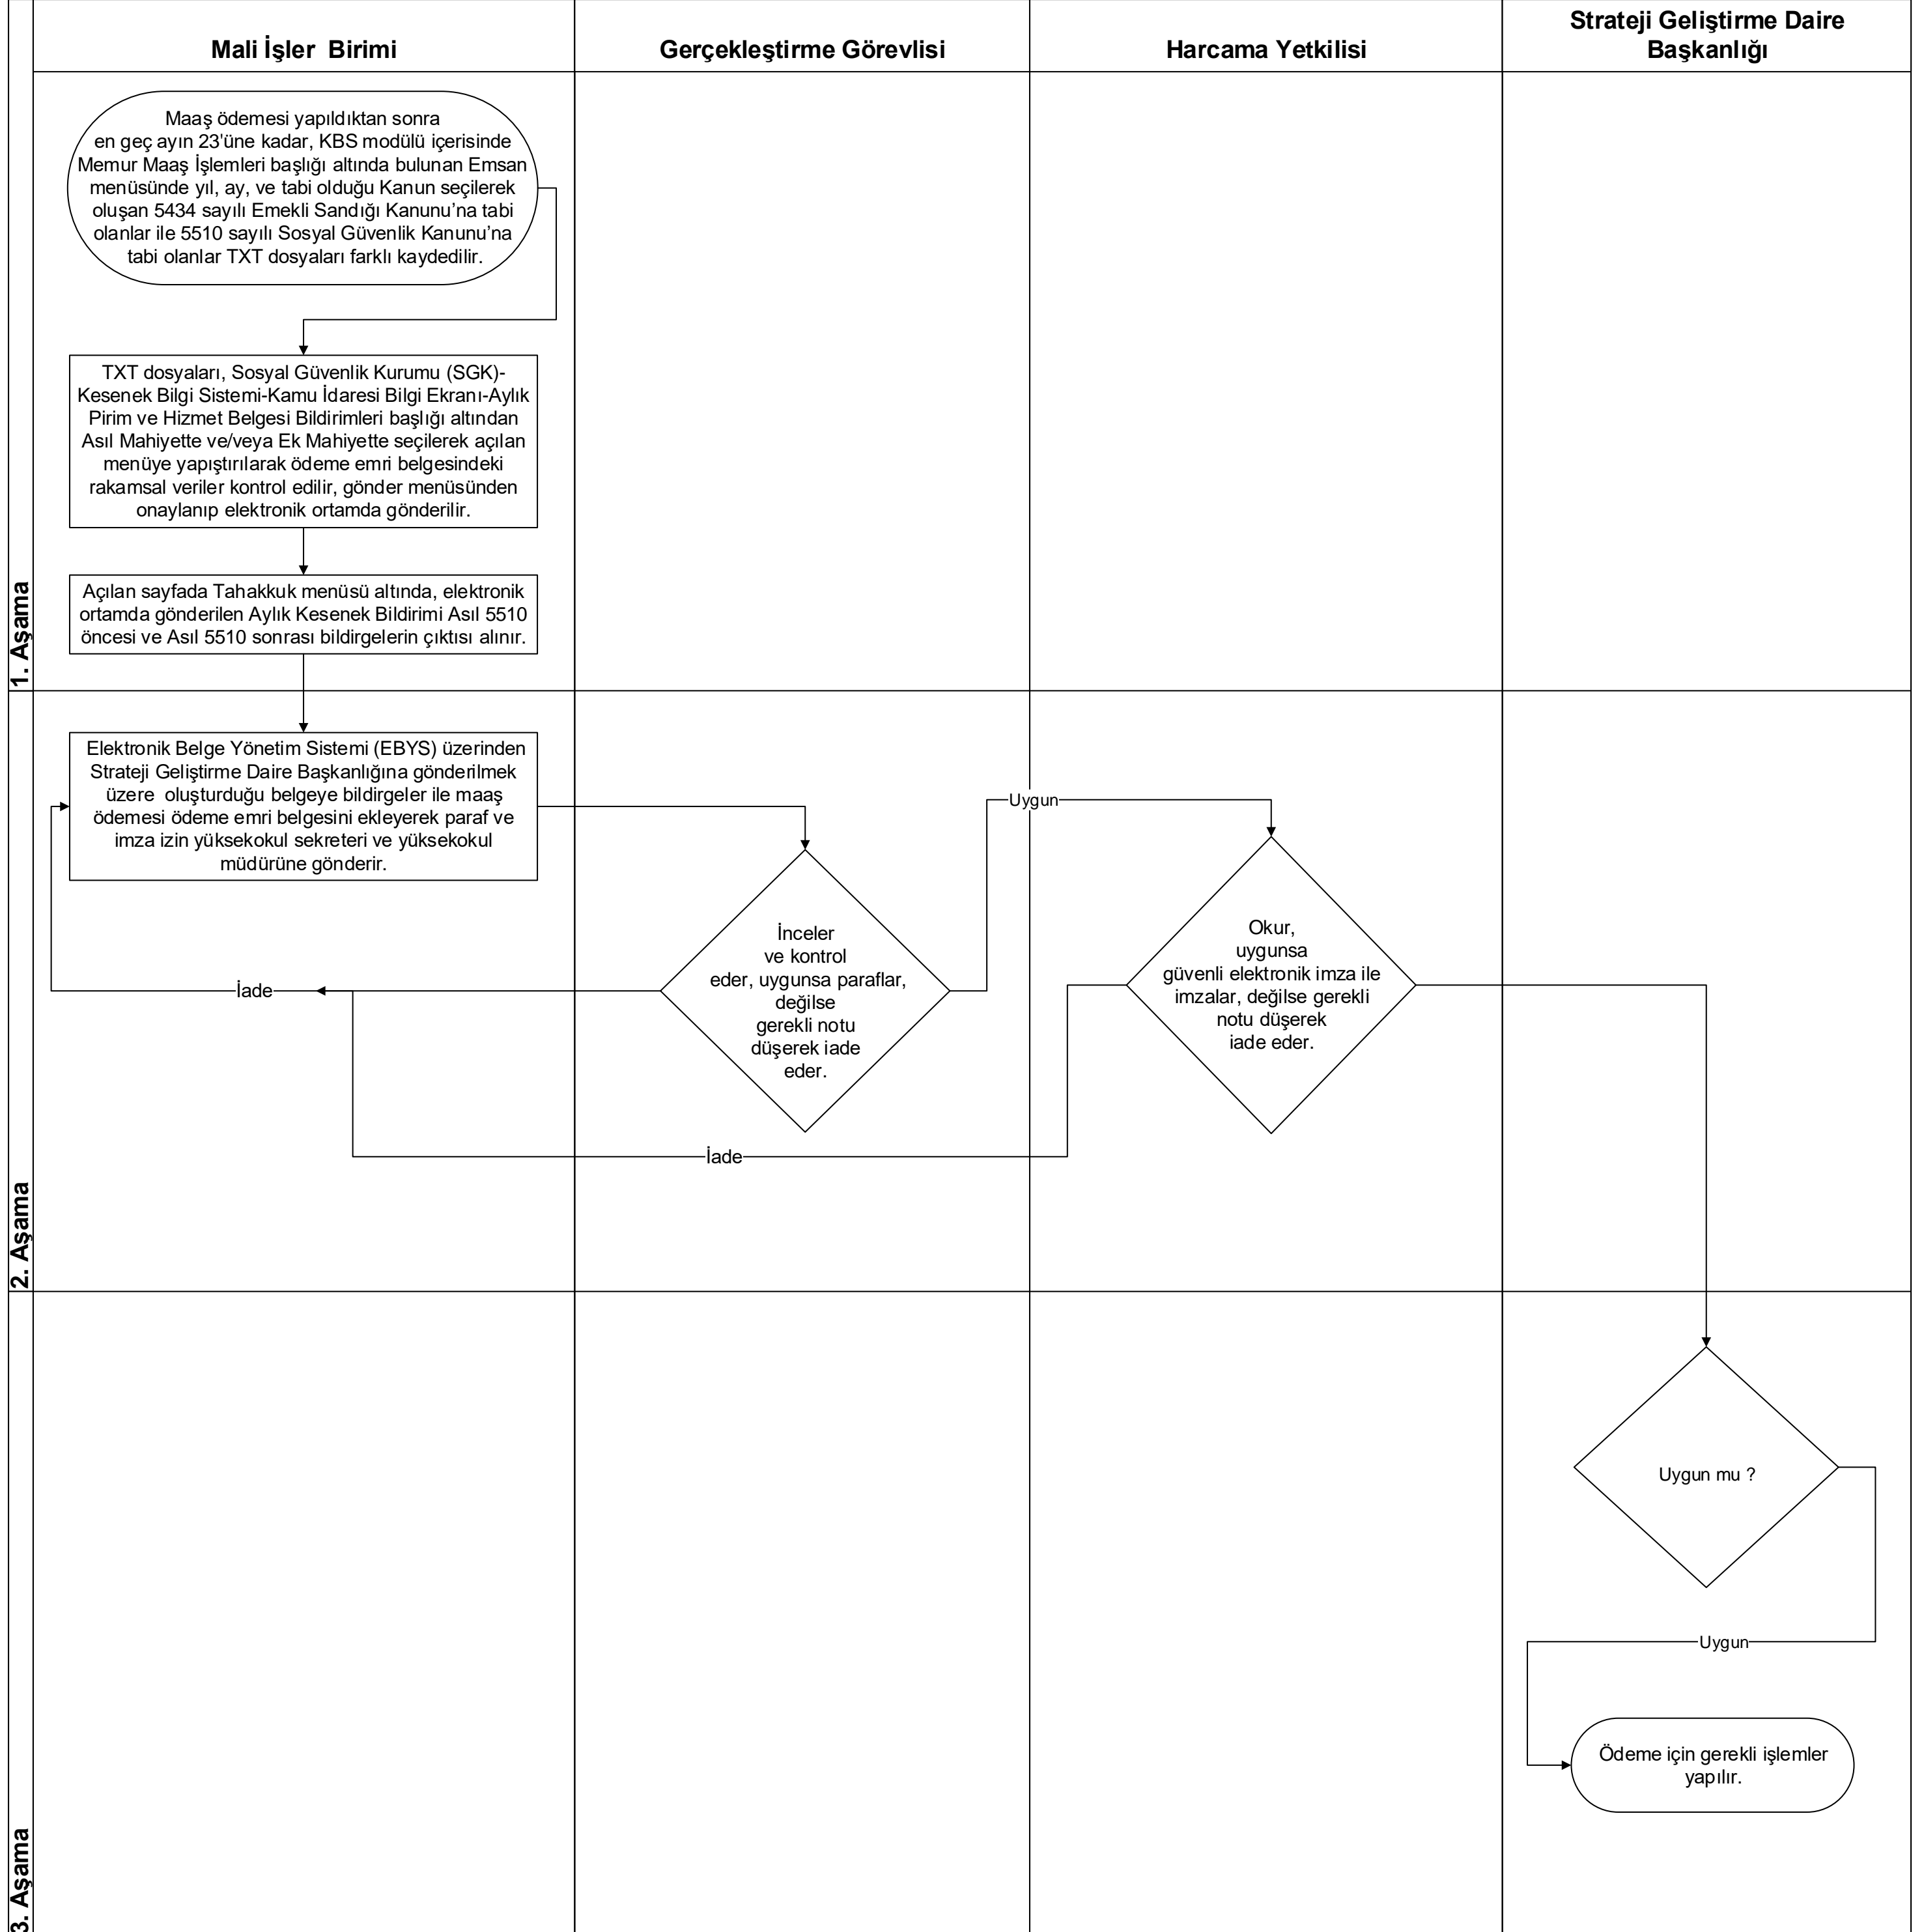 Mali İşler  Birimi
Gerçekleştirme Görevlisi
Harcama Yetkilisi
Strateji Geliştirme Daire
Başkanlığı
1. Aşama
Maaş ödemesi yapıldıktan sonra
en geç ayın 23'üne kadar, KBS modülü içerisinde
Memur Maaş İşlemleri başlığı altında bulunan Emsan
menüsünde yıl, ay, ve tabi olduğu Kanun seçilerek
oluşan 5434 sayılı Emekli Sandığı Kanunu’na tabi
olanlar ile 5510 sayılı Sosyal Güvenlik Kanunu’na
tabi olanlar TXT dosyaları farklı kaydedilir.
TXT dosyaları, Sosyal Güvenlik Kurumu (SGK)-
Kesenek Bilgi Sistemi-Kamu İdaresi Bilgi Ekranı-Aylık
Pirim ve Hizmet Belgesi Bildirimleri başlığı altından
Asıl Mahiyette ve/veya Ek Mahiyette seçilerek açılan
menüye yapıştırılarak ödeme emri belgesindeki
rakamsal veriler kontrol edilir, gönder menüsünden
onaylanıp elektronik ortamda gönderilir.
Açılan sayfada Tahakkuk menüsü altında, elektronik
ortamda gönderilen Aylık Kesenek Bildirimi Asıl 5510
öncesi ve Asıl 5510 sonrası bildirgelerin çıktısı alınır.
2. Aşama
Elektronik Belge Yönetim Sistemi (EBYS) üzerinden
Strateji Geliştirme Daire Başkanlığına gönderilmek
üzere  oluşturduğu belgeye bildirgeler ile maaş
ödemesi ödeme emri belgesini ekleyerek paraf ve
imza izin yüksekokul sekreteri ve yüksekokul
müdürüne gönderir.
Uygun
İnceler
ve kontrol
eder, uygunsa paraflar,
değilse
gerekli notu
düşerek iade
eder.
Okur,
uygunsa
güvenli elektronik imza ile
imzalar, değilse gerekli
notu düşerek
iade eder.
İade
İade
3. Aşama
Uygun mu ?
Uygun
Ödeme için gerekli işlemler
yapılır.